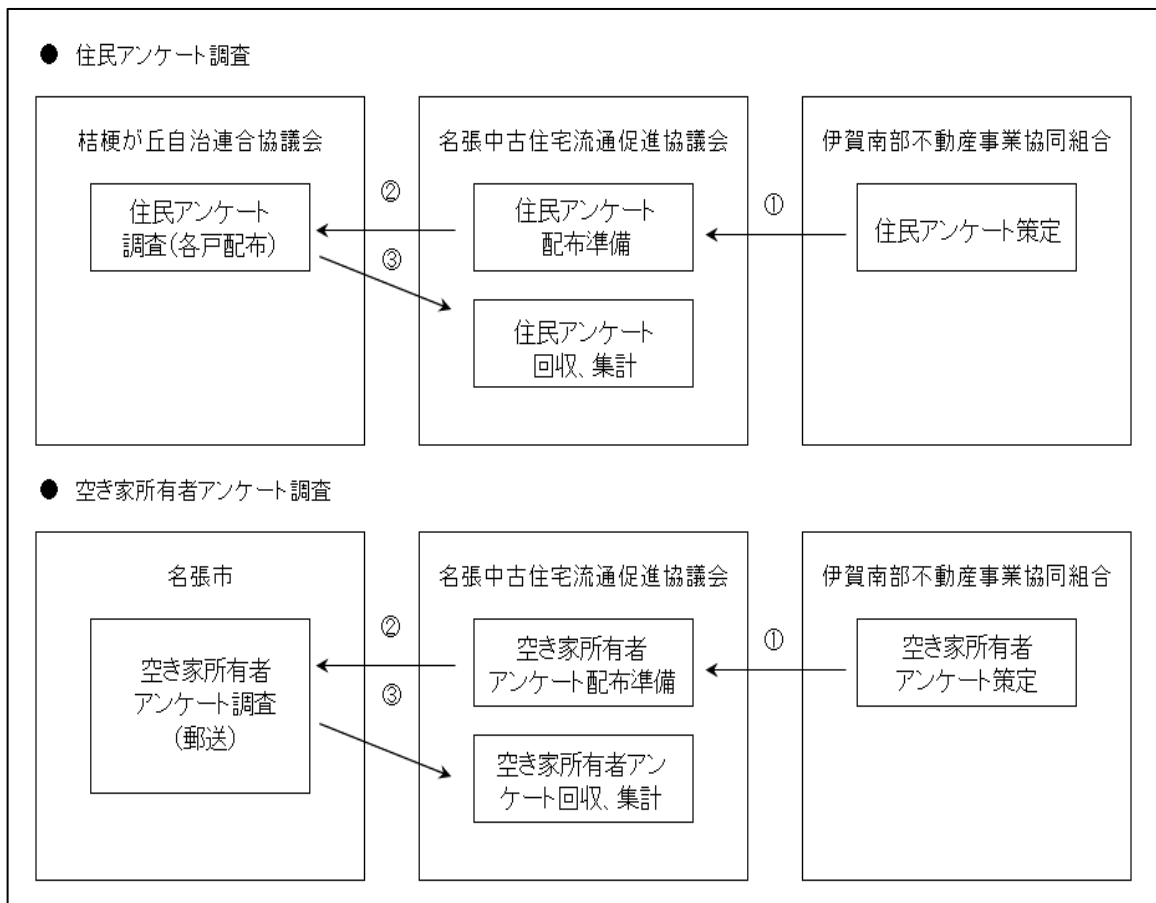 ● 住民アンケート調査
桔梗が丘自治連合協議会
住民アンケート
調査(各戸配布)
②
③
名張中古住宅流通促進協議会
住民アンケート
配布準備
住民アンケート
回収、集計
①
伊賀南部不動産事業協同組合
住民アンケート策定
● 空き家所有者アンケート調査
名張市
空き家所有者
アンケート調査
(郵送)
②
③
名張中古住宅流通促進協議会
空き家所有者
アンケート配布準備
空き家所有者アン
ケート回収、集計
①
伊賀南部不動産事業協同組合
空き家所有者
アンケート策定